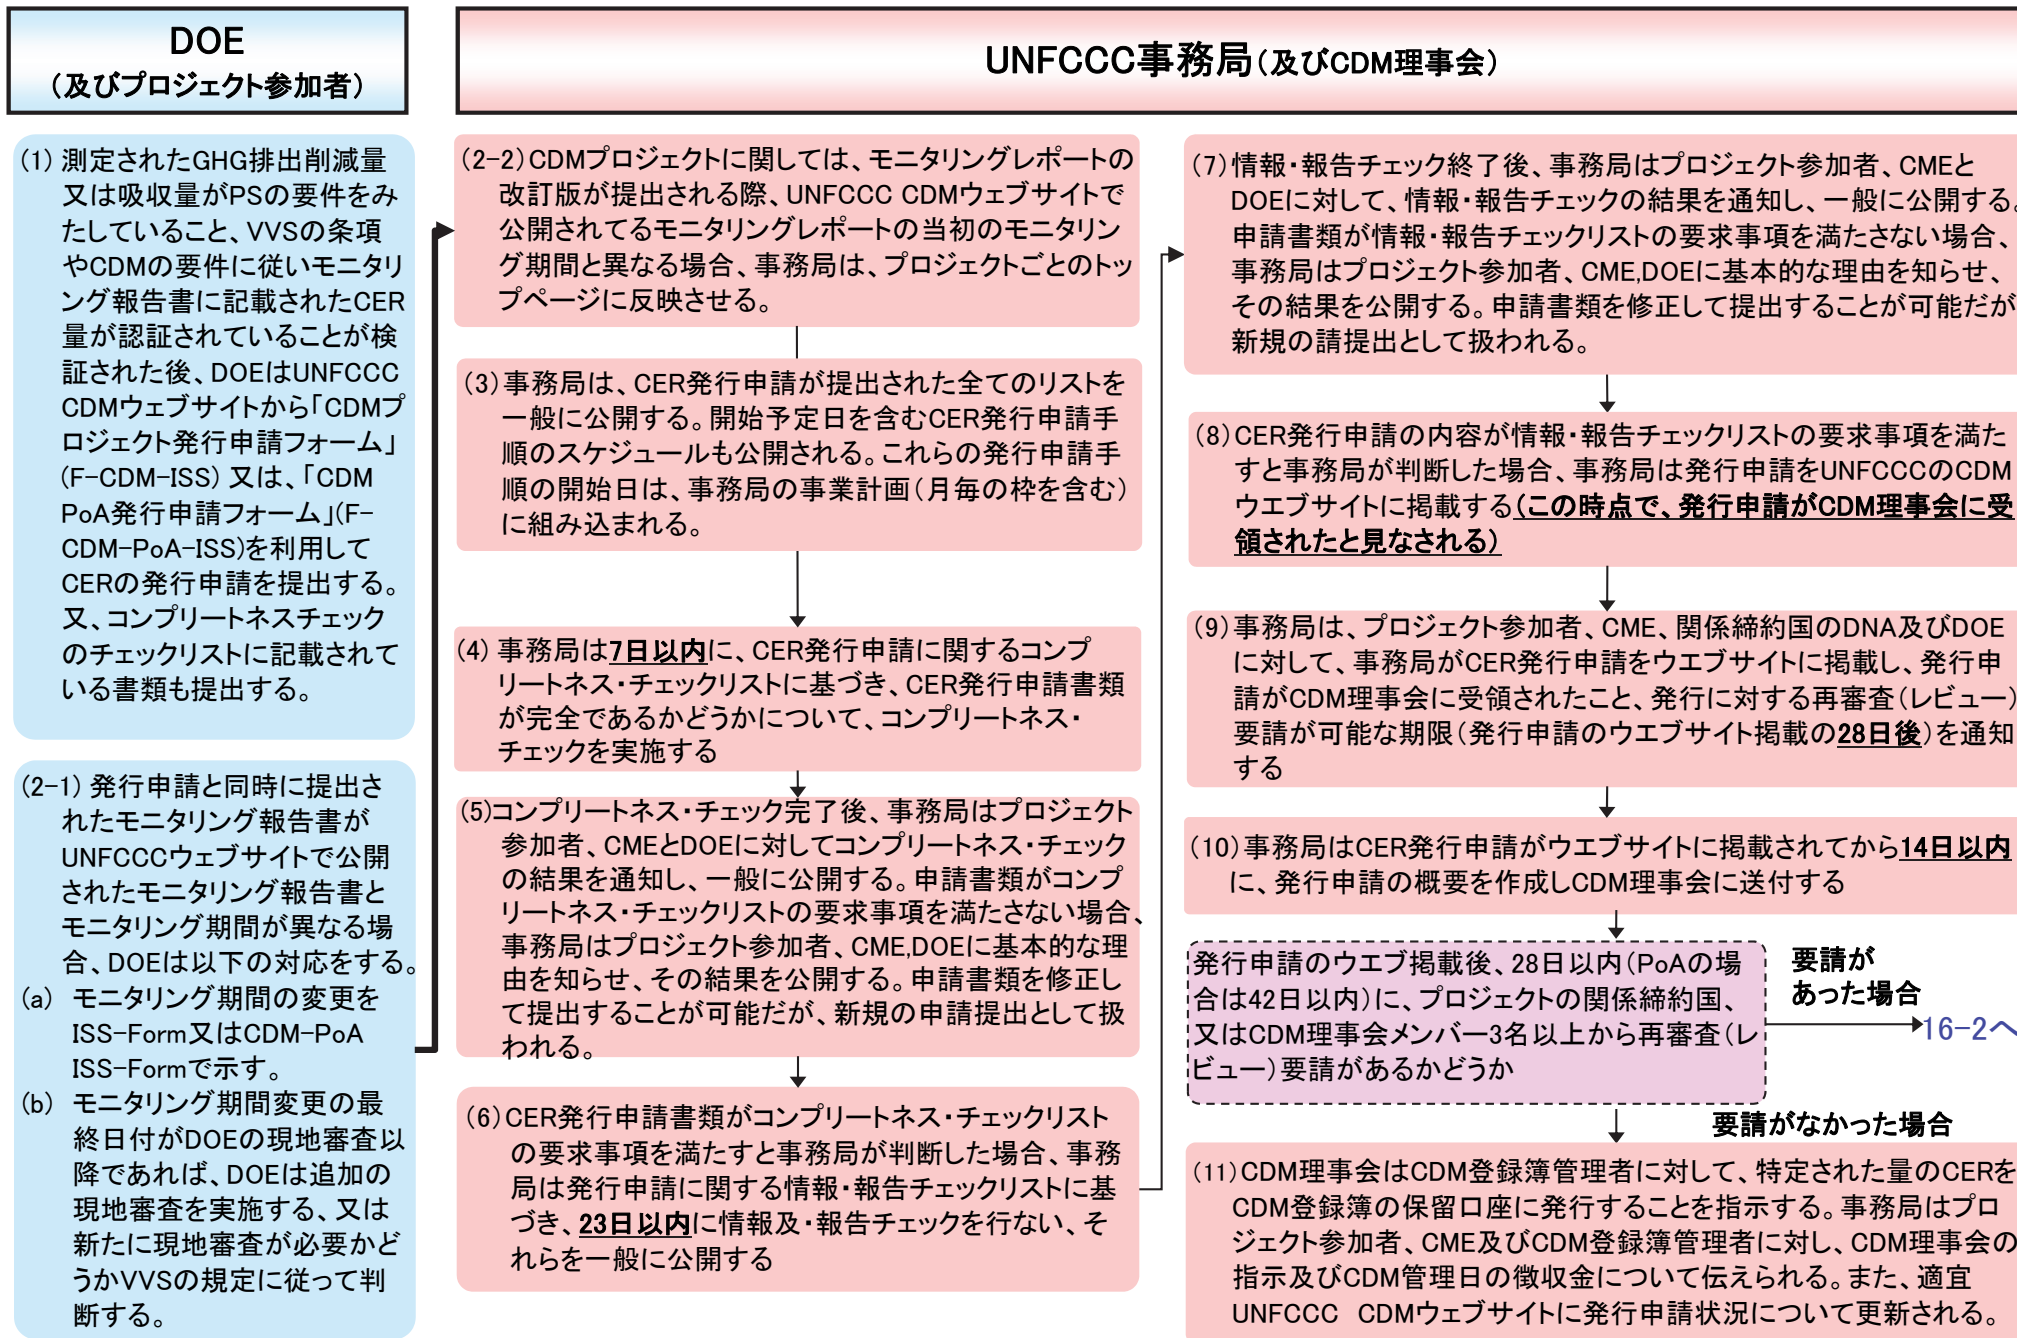 DOE
(及びプロジェクト参加者)
UNFCCC事務局(及びCDM理事会)
(1) 測定されたGHG排出削減量
又は吸収量がPSの要件をみ
たしていること、VVSの条項
やCDMの要件に従いモニタリ
ング報告書に記載されたCER
量が認証されていることが検
証された後、DOEはUNFCCC
CDMウェブサイトから「CDMプ
ロジェクト発行申請フォーム」
(F-CDM-ISS) 又は、「CDM
PoA発行申請フォーム」(F-
CDM-PoA-ISS)を利用して
CERの発行申請を提出する。
又、コンプリートネスチェック
のチェックリストに記載されて
いる書類も提出する。
(2-1) 発行申請と同時に提出さ
れたモニタリング報告書が
UNFCCCウェブサイトで公開
されたモニタリング報告書と
モニタリング期間が異なる場
合、DOEは以下の対応をする。
(a) モニタリング期間の変更を
ISS-Form又はCDM-PoA
ISS-Formで示す。
(b) モニタリング期間変更の最
終日付がDOEの現地審査以
降であれば、DOEは追加の
現地審査を実施する、又は
新たに現地審査が必要かど
うかVVSの規定に従って判
断する。
(2-2) CDMプロジェクトに関しては、モニタリングレポートの
改訂版が提出される際、UNFCCC CDMウェブサイトで
公開されてるモニタリングレポートの当初のモニタリン
グ期間と異なる場合、事務局は、プロジェクトごとのトッ
プページに反映させる。
(3) 事務局は、CER発行申請が提出された全てのリストを
一般に公開する。開始予定日を含むCER発行申請手
順のスケジュールも公開される。これらの発行申請手
順の開始日は、事務局の事業計画(月毎の枠を含む)
に組み込まれる。
(4) 事務局は7日以内に、CER発行申請に関するコンプ
リートネス・チェックリストに基づき、CER発行申請書類
が完全であるかどうかについて、コンプリートネス・
チェックを実施する
(5)コンプリートネス・チェック完了後、事務局はプロジェクト
参加者、CMEとDOEに対してコンプリートネス・チェック
の結果を通知し、一般に公開する。申請書類がコンプ
リートネス・チェックリストの要求事項を満たさない場合、
事務局はプロジェクト参加者、CME,DOEに基本的な理
由を知らせ、その結果を公開する。申請書類を修正し
て提出することが可能だが、新規の申請提出として扱
われる。
(6) CER発行申請書類がコンプリートネス・チェックリスト
の要求事項を満たすと事務局が判断した場合、事務
局は発行申請に関する情報・報告チェックリストに基
づき、23日以内に情報及・報告チェックを行ない、そ
れらを一般に公開する
(7) 情報・報告チェック終了後、事務局はプロジェクト参加者、CMEと
DOEに対して、情報・報告チェックの結果を通知し、一般に公開する。
申請書類が情報・報告チェックリストの要求事項を満たさない場合、
事務局はプロジェクト参加者、CME,DOEに基本的な理由を知らせ、
その結果を公開する。申請書類を修正して提出することが可能だが
新規の請提出として扱われる。
(8) CER発行申請の内容が情報・報告チェックリストの要求事項を満た
すと事務局が判断した場合、事務局は発行申請をUNFCCCのCDM
ウエブサイトに掲載する(この時点で、発行申請がCDM理事会に受
領されたと見なされる)
(9) 事務局は、プロジェクト参加者、CME、関係締約国のDNA及びDOE
に対して、事務局がCER発行申請をウエブサイトに掲載し、発行申
請がCDM理事会に受領されたこと、発行に対する再審査(レビュー)
要請が可能な期限(発行申請のウエブサイト掲載の28日後)を通知
する
(10) 事務局はCER発行申請がウエブサイトに掲載されてから14日以内
に、発行申請の概要を作成しCDM理事会に送付する
発行申請のウエブ掲載後、28日以内(PoAの場
合は42日以内)に、プロジェクトの関係締約国、
又はCDM理事会メンバー3名以上から再審査(レ
ビュー)要請があるかどうか
要請が
あった場合
16-2へ
要請がなかった場合
(11) CDM理事会はCDM登録簿管理者に対して、特定された量のCERを
CDM登録簿の保留口座に発行することを指示する。事務局はプロ
ジェクト参加者、CME及びCDM登録簿管理者に対し、CDM理事会の
指示及びCDM管理日の徴収金について伝えられる。また、適宜
UNFCCC CDMウェブサイトに発行申請状況について更新される。